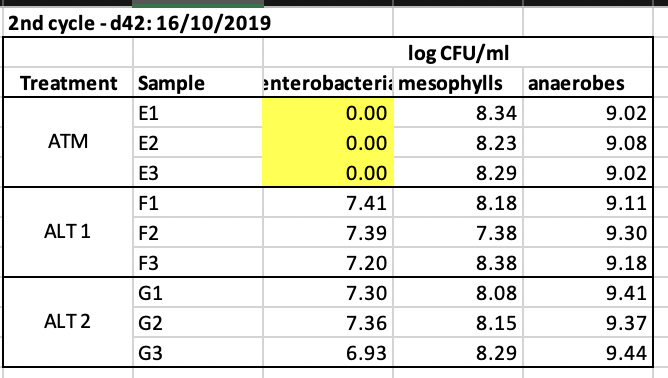 2nd cycle - d42: 16/10/2019
log CFU/ml
Treatment Sample enterobacteria mesophylls anaerobes
E1 0.00 8.34 9.02
ATM E2 0.00 8.23 9.08
E3 0.00 8.29 9.02
F1 7.41 8.18 9.11
ALT 1 F2 7.39 7.38 9.30
F3 7.20 8.38 9.18
G1 7.30 8.08 9.41
ALT 2 G2 7.36 8.15 9.37
G3 6.93 8.29 9.44